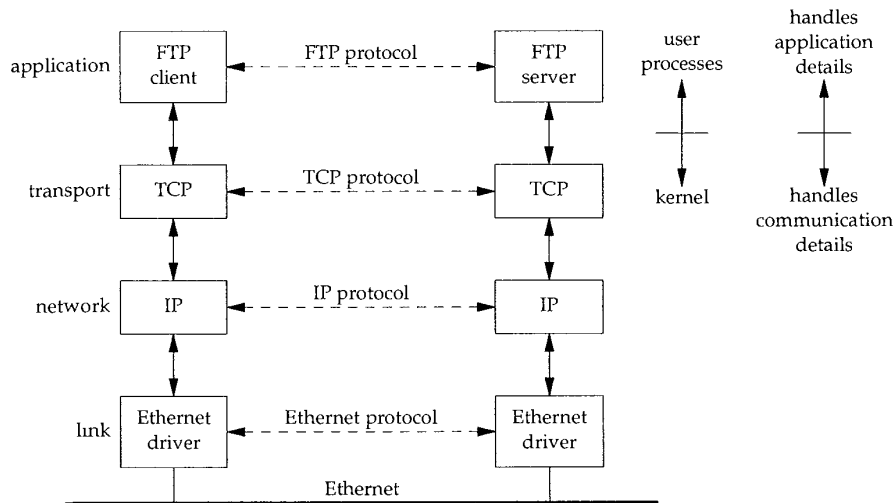 application
FTP
client
FTP protocol
FTP
server
user
processes
handles
application
details
transport
TCP
TCP protocol
TCP
kernel
handles
communication
details
network
IP
IP protocol
IP
link
Ethernet
driver
Ethernet protocol
Ethernet
driver
Ethernet